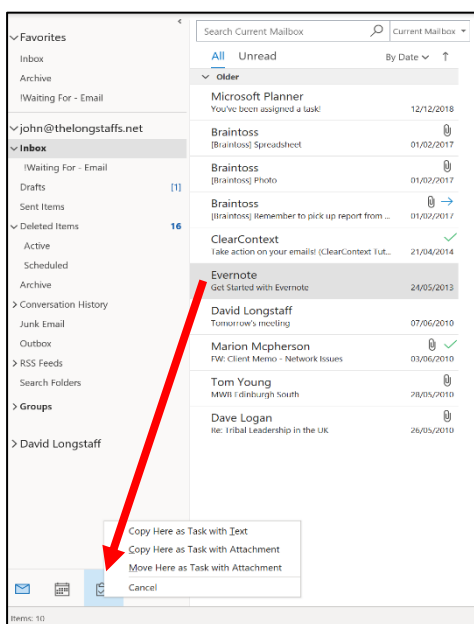 Favorites
Inbox
Archive
!Waiting For - Email
john@thelongstaffs.net
Inbox
!Waiting For - Email
Drafts [1]
Sent Items
Deleted Items 16
Active
Scheduled
Archive
Conversation History
Junk Email
Outbox
RSS Feeds
Search Folders
Groups
David Longstaff
Items: 10
Search Current Mailbox
Current Mailbox
All Unread By Date
Older
Microsoft Planner
You've been assigned a task! 12/12/2018
Braintoss
[Braintoss] Spreadsheet 01/02/2017
Braintoss
[Braintoss] Photo 01/02/2017
Braintoss
[Braintoss] Remember to pick up report from ... 01/02/2017
ClearContext
Take action on your emails! (ClearContext Tut... 21/04/2014
Evernote
Get Started with Evernote 24/05/2013
David Longstaff
Tomorrow's meeting 07/06/2010
Marion Mcpherson
FW: Client Memo - Network Issues 03/06/2010
Tom Young
MWB Edinburgh South 28/05/2010
Dave Logan
Re: Tribal Leadership in the UK 26/05/2010
Copy Here as Task with Text
Copy Here as Task with Attachment
Move Here as Task with Attachment
Cancel